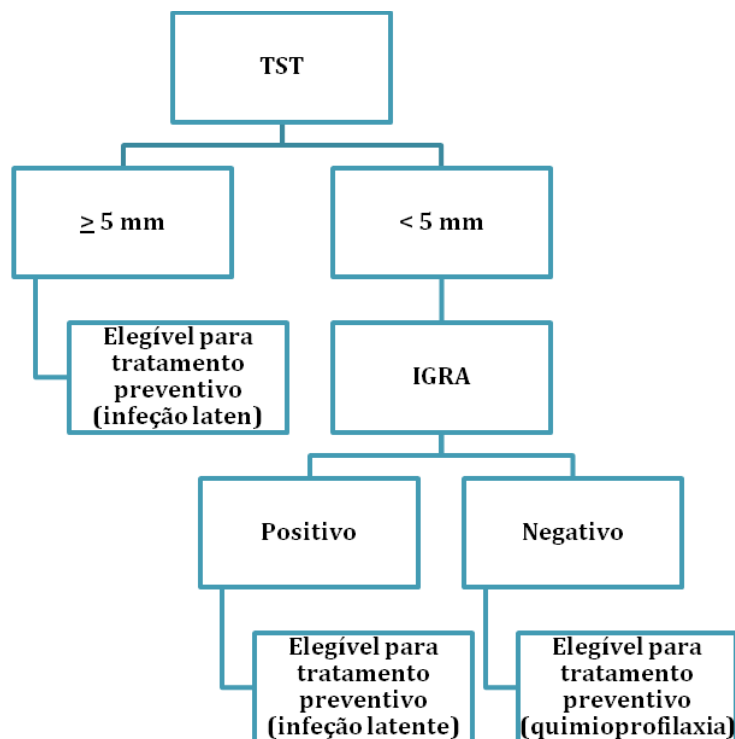 TST
≥ 5 mm
< 5 mm
Elegível para
tratamento
preventivo
(infeção laten)
IGRA
Positivo
Negativo
Elegível para
tratamento
preventivo
(infeção latente)
Elegível para
tratamento
preventivo
(quimioprofilaxia)